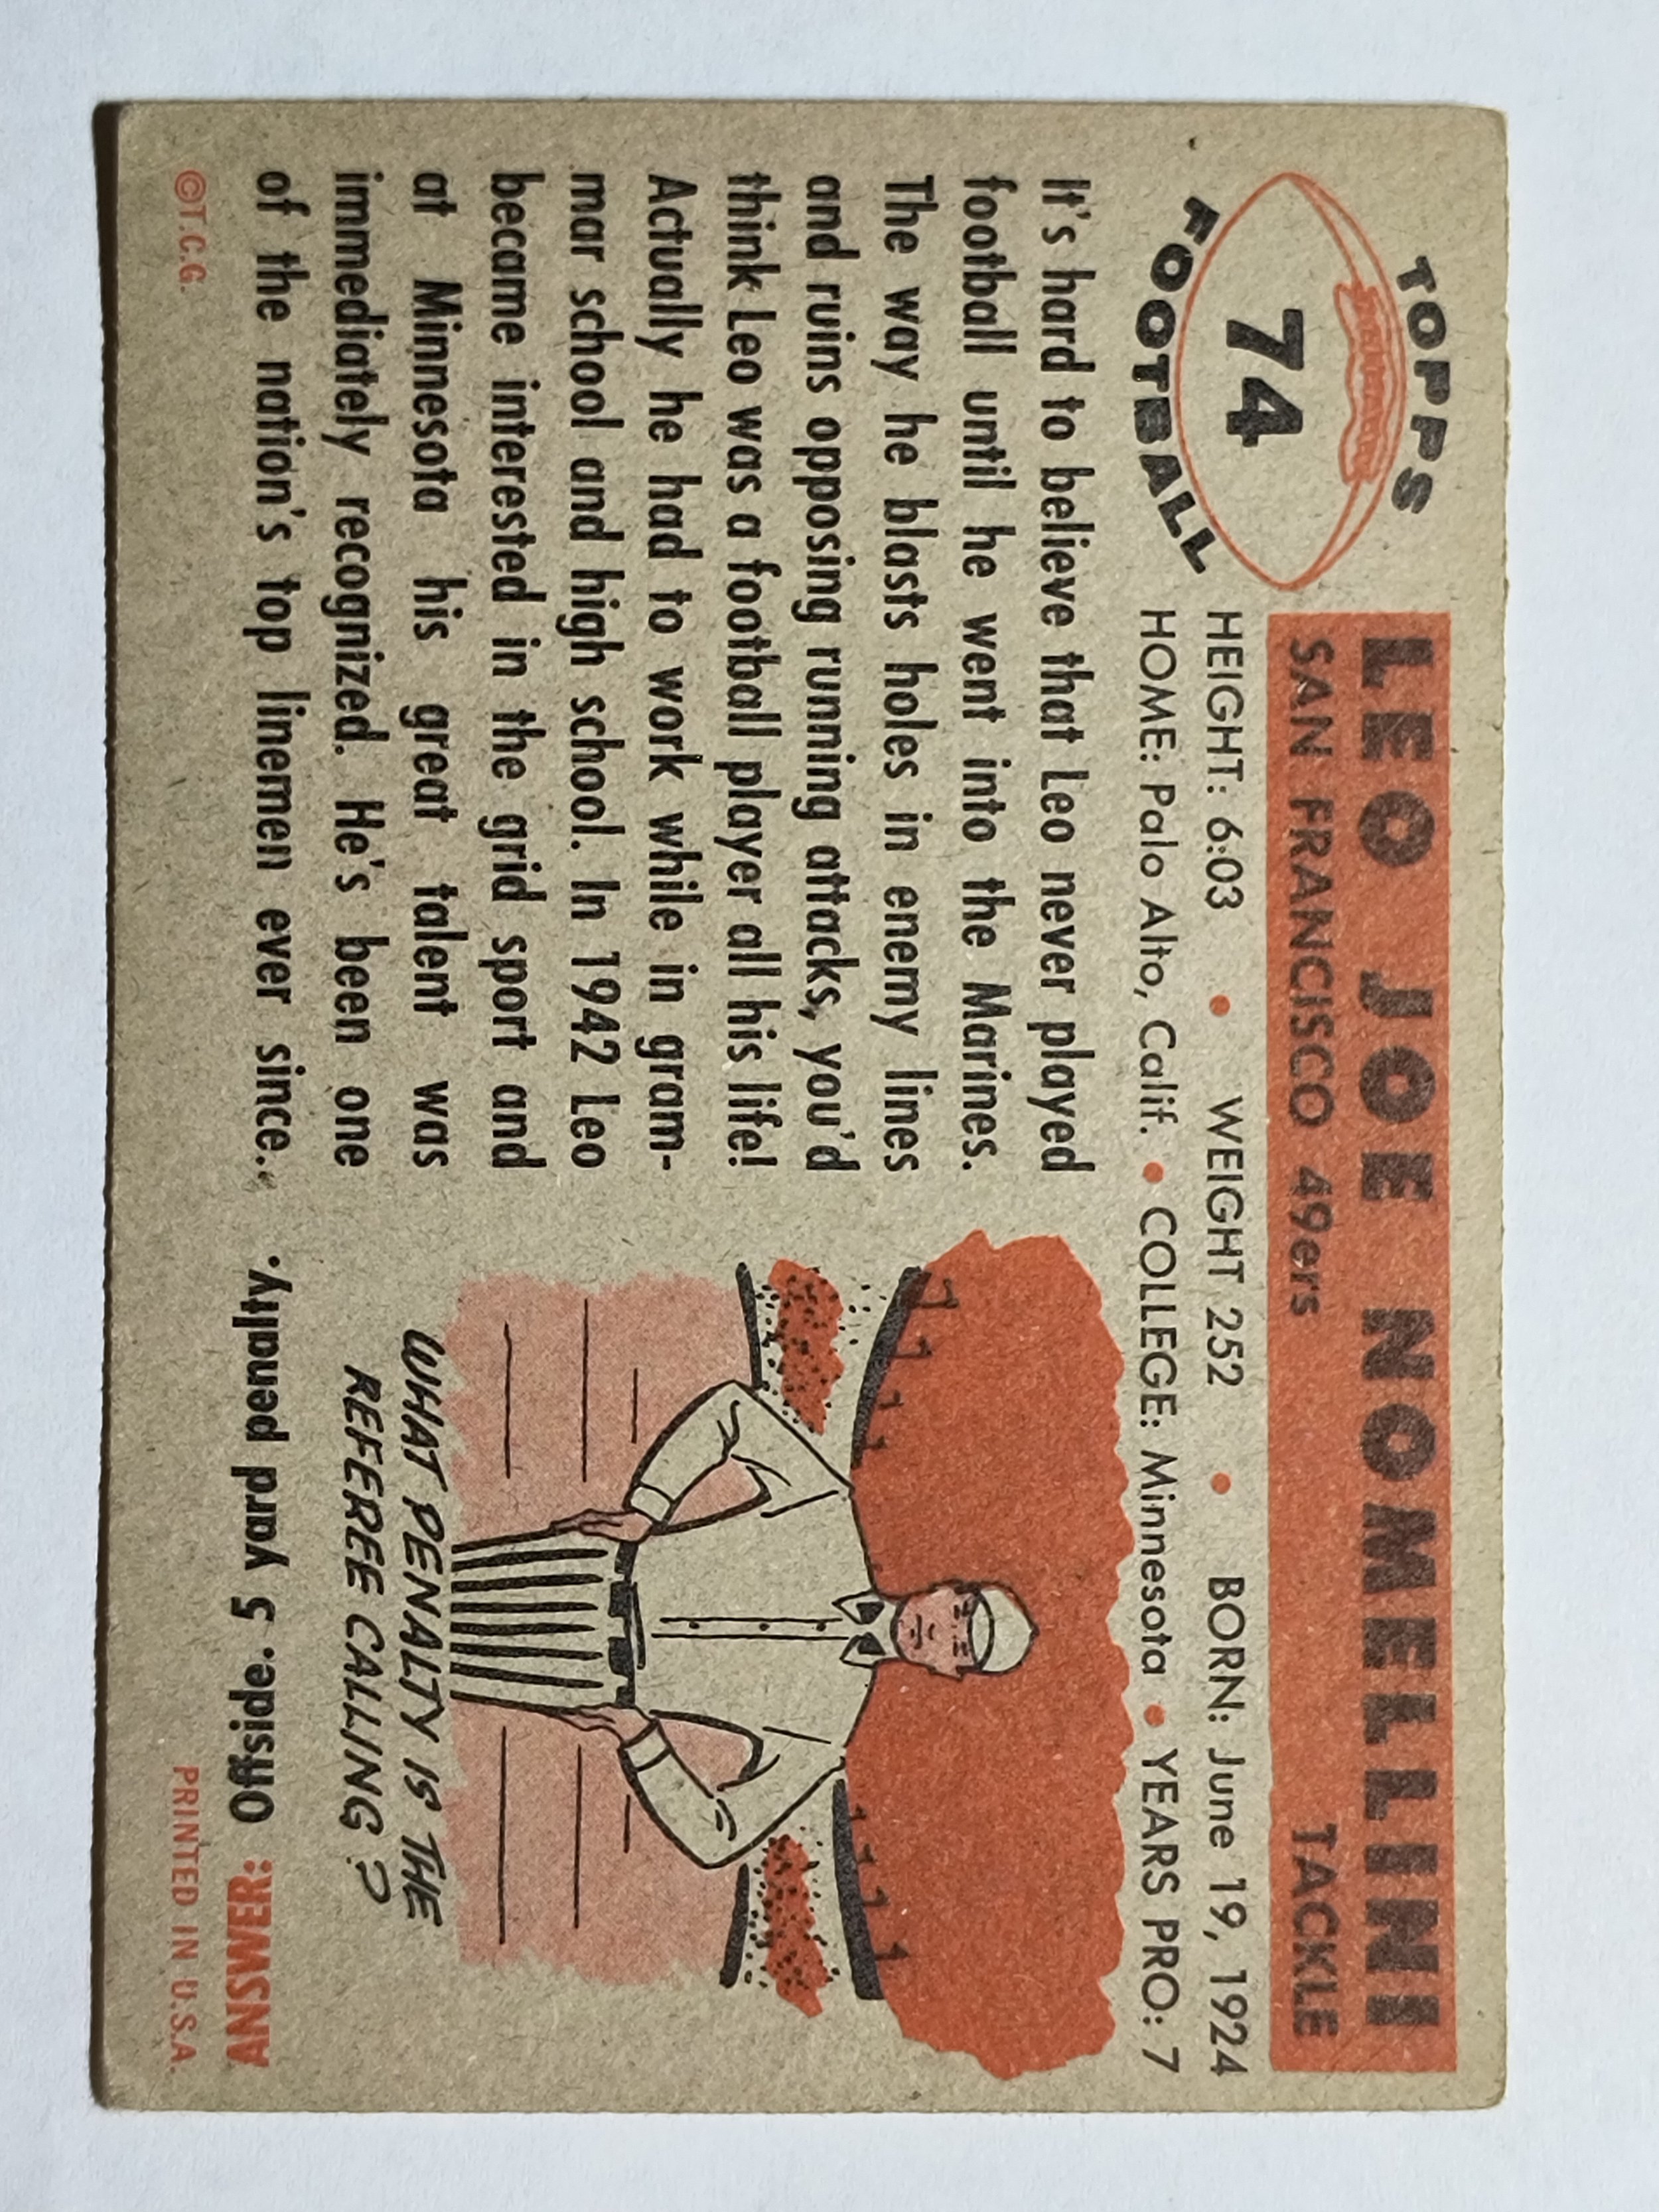 TOPPS
74
FOOTBALL
LEO JOE NOMELLINI
SAN FRANCISCO 49ers TACKLE
HEIGHT: 6:03 • WEIGHT 252 • BORN: June 19, 1924
HOME: Palo Alto, Calif. • COLLEGE: Minnesota • YEARS PRO: 7
It's hard to believe that Leo never played
football until he went into the Marines.
The way he blasts holes in enemy lines
and ruins opposing running attacks, you'd
think Leo was a football player all his life!
Actually he had to work while in gram-
mar school and high school. In 1942 Leo
became interested in the grid sport and
at Minnesota his great talent was
immediately recognized. He's been one
of the nation's top linemen ever since.
WHAT PENALTY IS THE
REFEREE CALLING?
ANSWER: Offside. 5 yard penalty.
©T.C.G. PRINTED IN U.S.A.